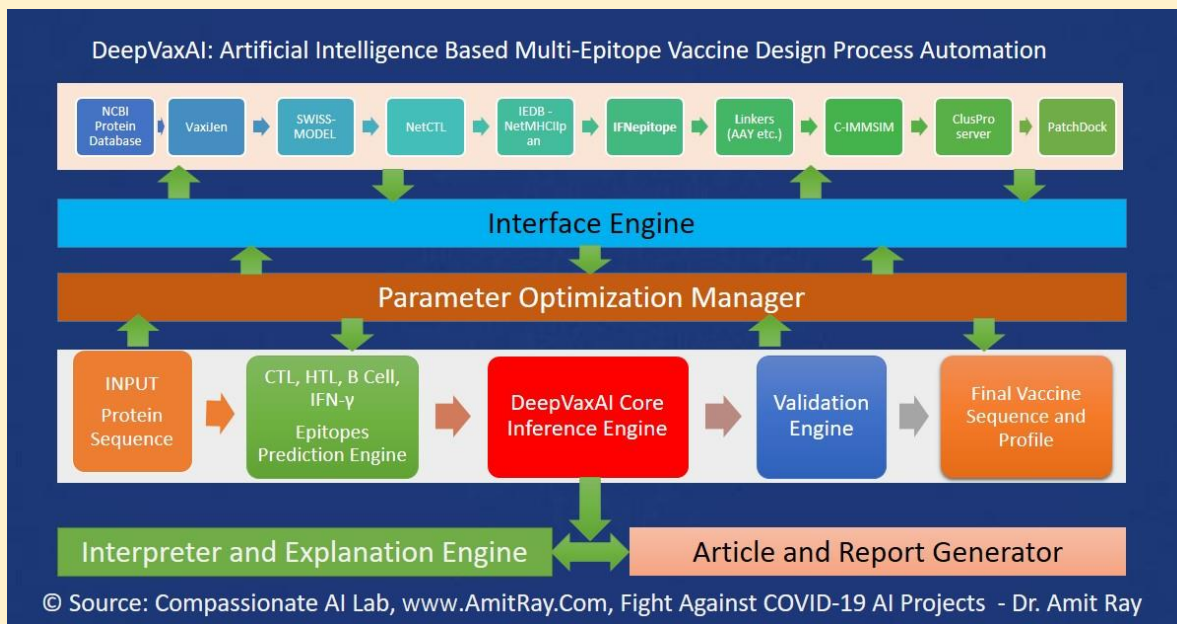 DeepVaxAI: Artificial Intelligence Based Multi-Epitope Vaccine Design Process Automation
NCBI
Protein
Database
VaxiJen
SWISS-
MODEL
NetCTL
IEDB -
NetMHCIIp
an
IFNepitope
Linkers
(AAY etc.)
C-IMMSIM
ClusPro
server
PatchDock
Interface Engine
Parameter Optimization Manager
INPUT
Protein
Sequence
CTL, HTL, B Cell,
IFN-γ
Epitopes
Prediction Engine
DeepVaxAI Core
Inference Engine
Validation
Engine
Final Vaccine
Sequence and
Profile
Interpreter and Explanation Engine
Article and Report Generator
© Source: Compassionate AI Lab, www.AmitRay.Com, Fight Against COVID-19 AI Projects - Dr. Amit Ray